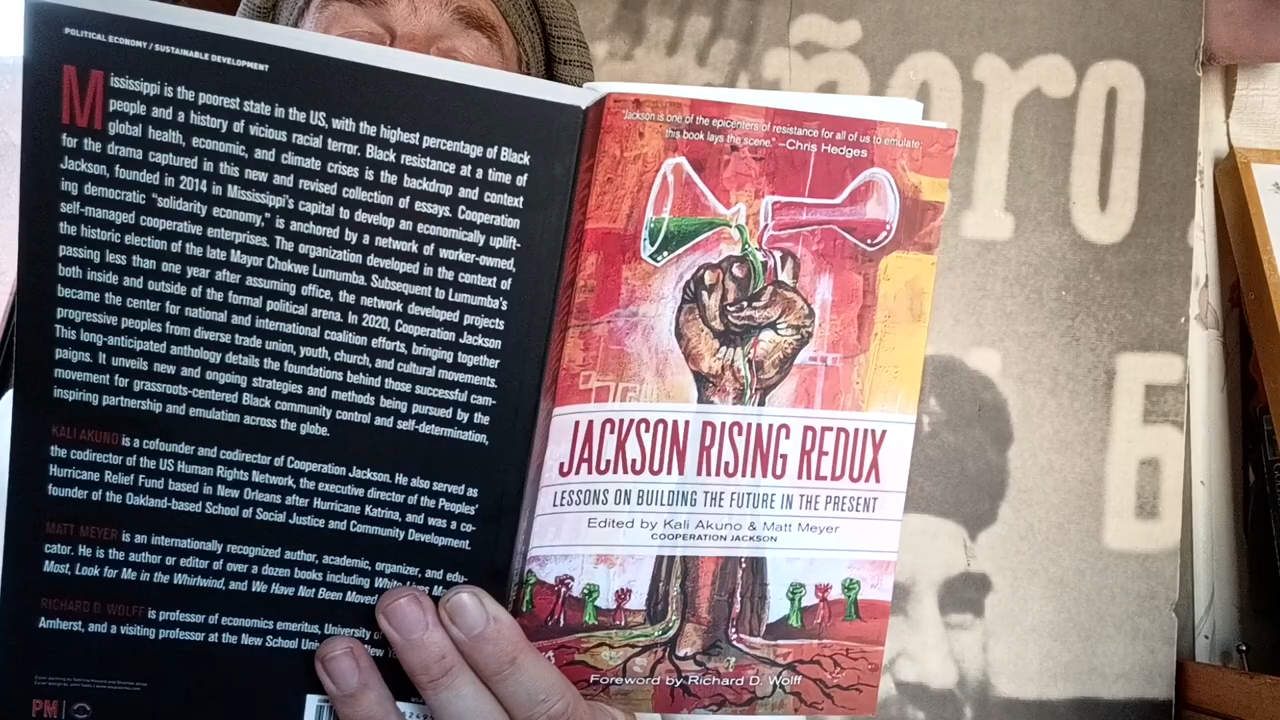 POLITICAL ECONOMY / SUSTAINABLE DEVELOPMENT
Mississippi is the poorest state in the US, with the highest percentage of Black
people and a history of vicious racial terror. Black resistance at a time of
global health, economic, and climate crises is the backdrop and context
for the drama captured in this new and revised collection of essays. Cooperation
Jackson, founded in 2014 in Mississippi's capital to develop an economically uplift-
ing democratic "solidarity economy," is anchored by a network of worker-owned,
self-managed cooperative enterprises. The organization developed in the context of
the historic election of the late Mayor Chokwe Lumumba. Subsequent to Lumumba's
passing less than one year after assuming office, the network developed projects
both inside and outside of the formal political arena. In 2020, Cooperation Jackson
became the center for national and international coalition efforts, bringing together
progressive peoples from diverse trade union, youth, church, and cultural movements.
This long-anticipated anthology details the foundations behind those successful cam-
paigns. It unveils new and ongoing strategies and methods being pursued by the
movement for grassroots-centered Black community control and self-determination,
inspiring partnership and emulation across the globe.
KALI AKUNO is a cofounder and codirector of Cooperation Jackson. He also served as
the codirector of the US Human Rights Network, the executive director of the Peoples'
Hurricane Relief Fund based in New Orleans after Hurricane Katrina, and was a co-
founder of the Oakland-based School of Social Justice and Community Development.
MATT MEYER is an internationally recognized author, academic, organizer, and edu-
cator. He is the author or editor of over a dozen books including White Lives
Most, Look for Me in the Whirlwind, and We Have Not Been Moved
RICHARD D. WOLFF is professor of economics emeritus, University
Amherst, and a visiting professor at the New School New
PM
"Jackson is one of the epicenters of resistance for all of us to emulate;
this book lays the scene." –Chris Hedges
JACKSON RISING REDUX
LESSONS ON BUILDING THE FUTURE IN THE PRESENT
Edited by Kali Akuno & Matt Meyer
COOPERATION JACKSON
Foreword by Richard D. Wolff
ñero
6